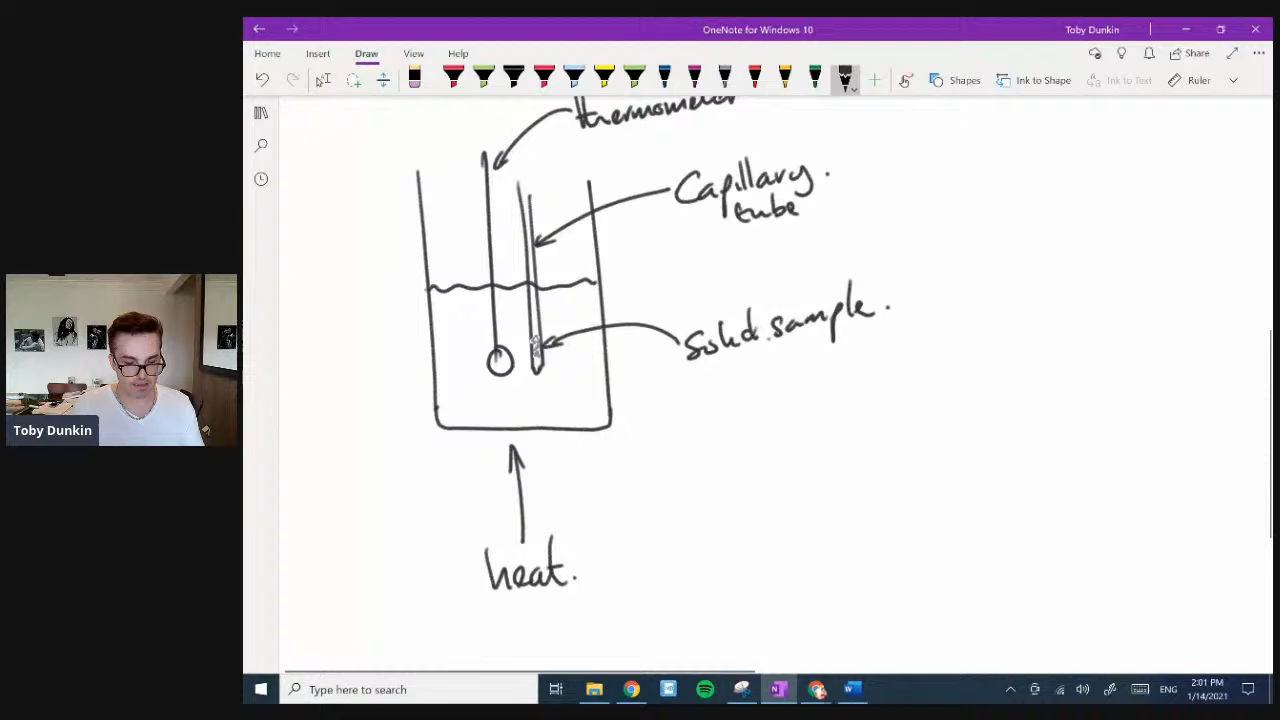 OneNote for Windows 10
Toby Dunkin
Home
Insert
Draw
View
Help
Share
Shapes
Ink to Shape
Ink to Text
Ruler
thermometer
Capillary.
tube
Solid. sample.
Toby Dunkin
heat.
Type here to search
ENG
2:01 PM
1/14/2021